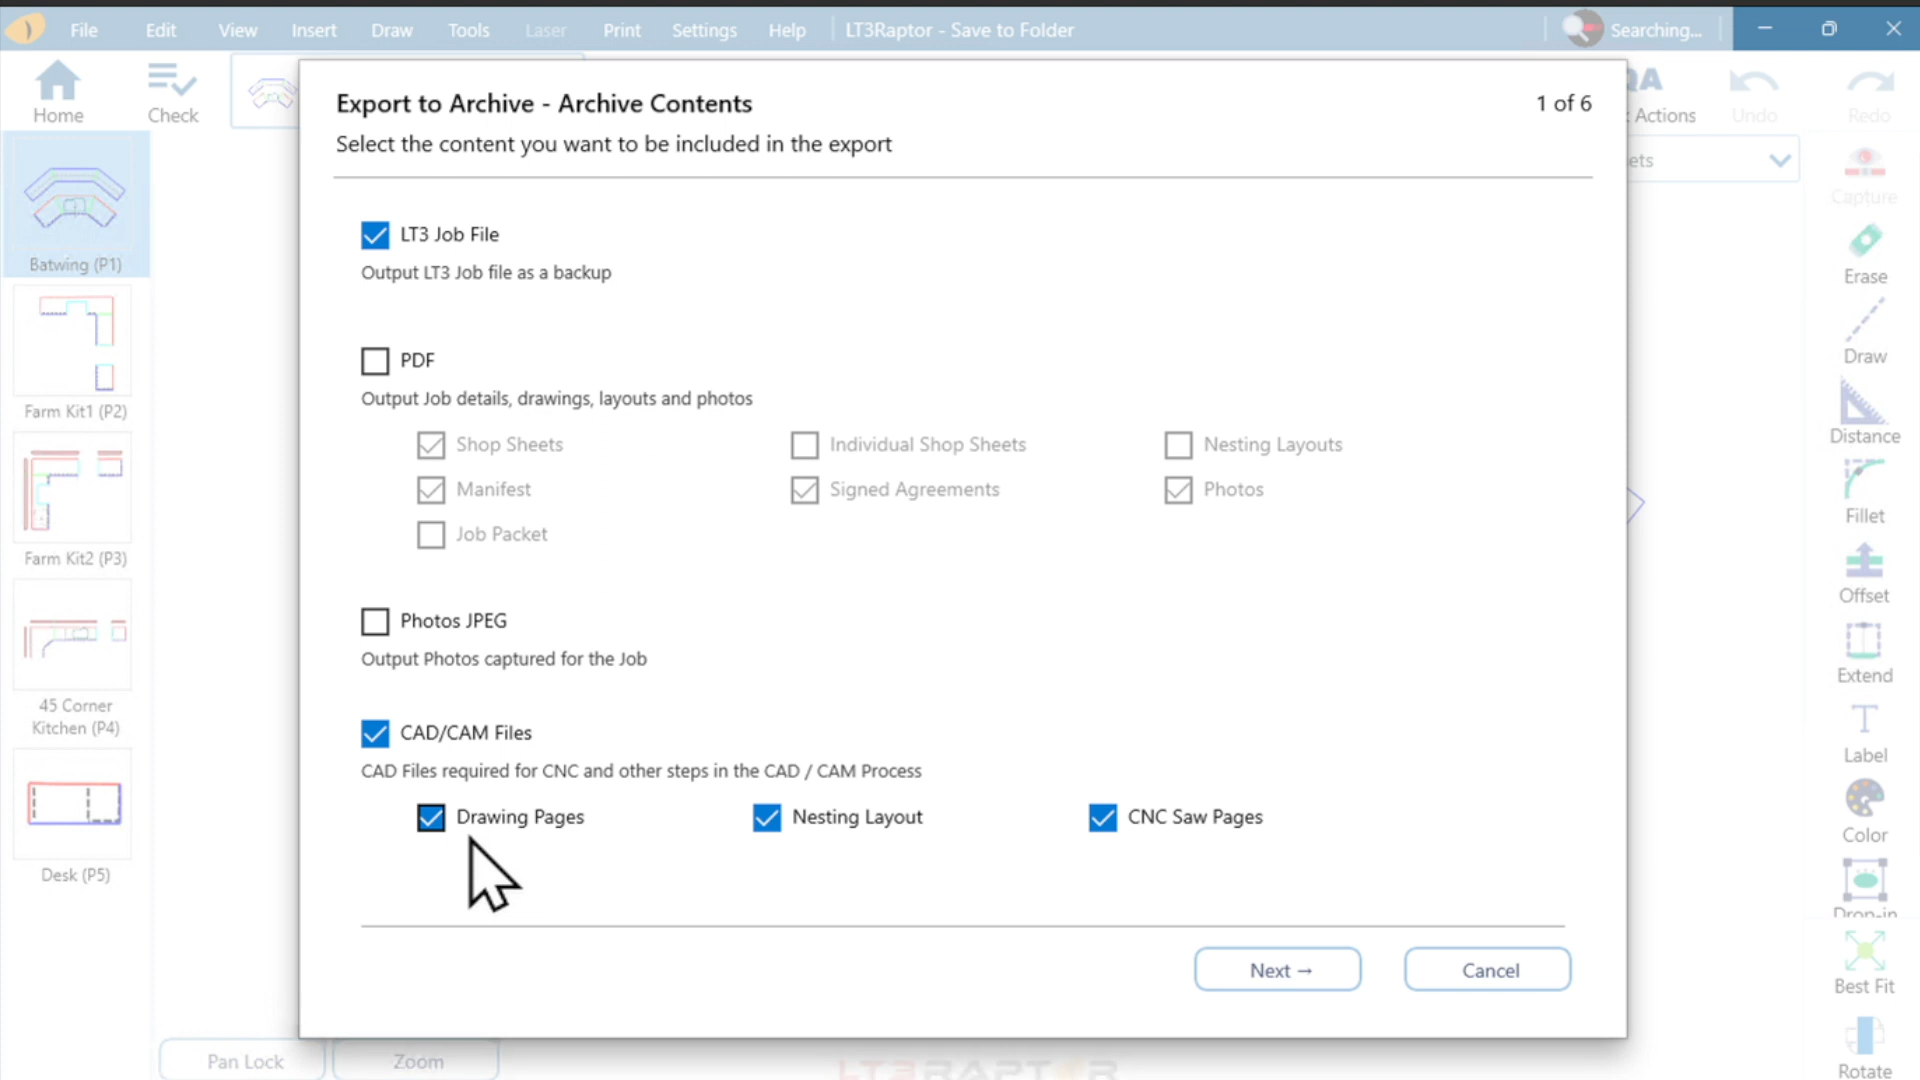 File Edit View Insert Draw Tools Laser Print Settings Help LT3Raptor - Save to Folder Searching...
Home
Check
QA
Actions
Undo
Redo
Export to Archive - Archive Contents 1 of 6
Select the content you want to be included in the export
LT3 Job File
Output LT3 Job file as a backup
PDF
Output Job details, drawings, layouts and photos
Shop Sheets Individual Shop Sheets Nesting Layouts
Manifest Signed Agreements Photos
Job Packet
Photos JPEG
Output Photos captured for the Job
CAD/CAM Files
CAD Files required for CNC and other steps in the CAD / CAM Process
Drawing Pages Nesting Layout CNC Saw Pages
Next → Cancel
Batwing (P1)
Farm Kit1 (P2)
Farm Kit2 (P3)
45 Corner
Kitchen (P4)
Desk (P5)
ets
Capture
Erase
Draw
Distance
Fillet
Offset
Extend
T
Label
Color
Drop-in
Best Fit
Rotate
Pan Lock Zoom
LT3RAPTOR